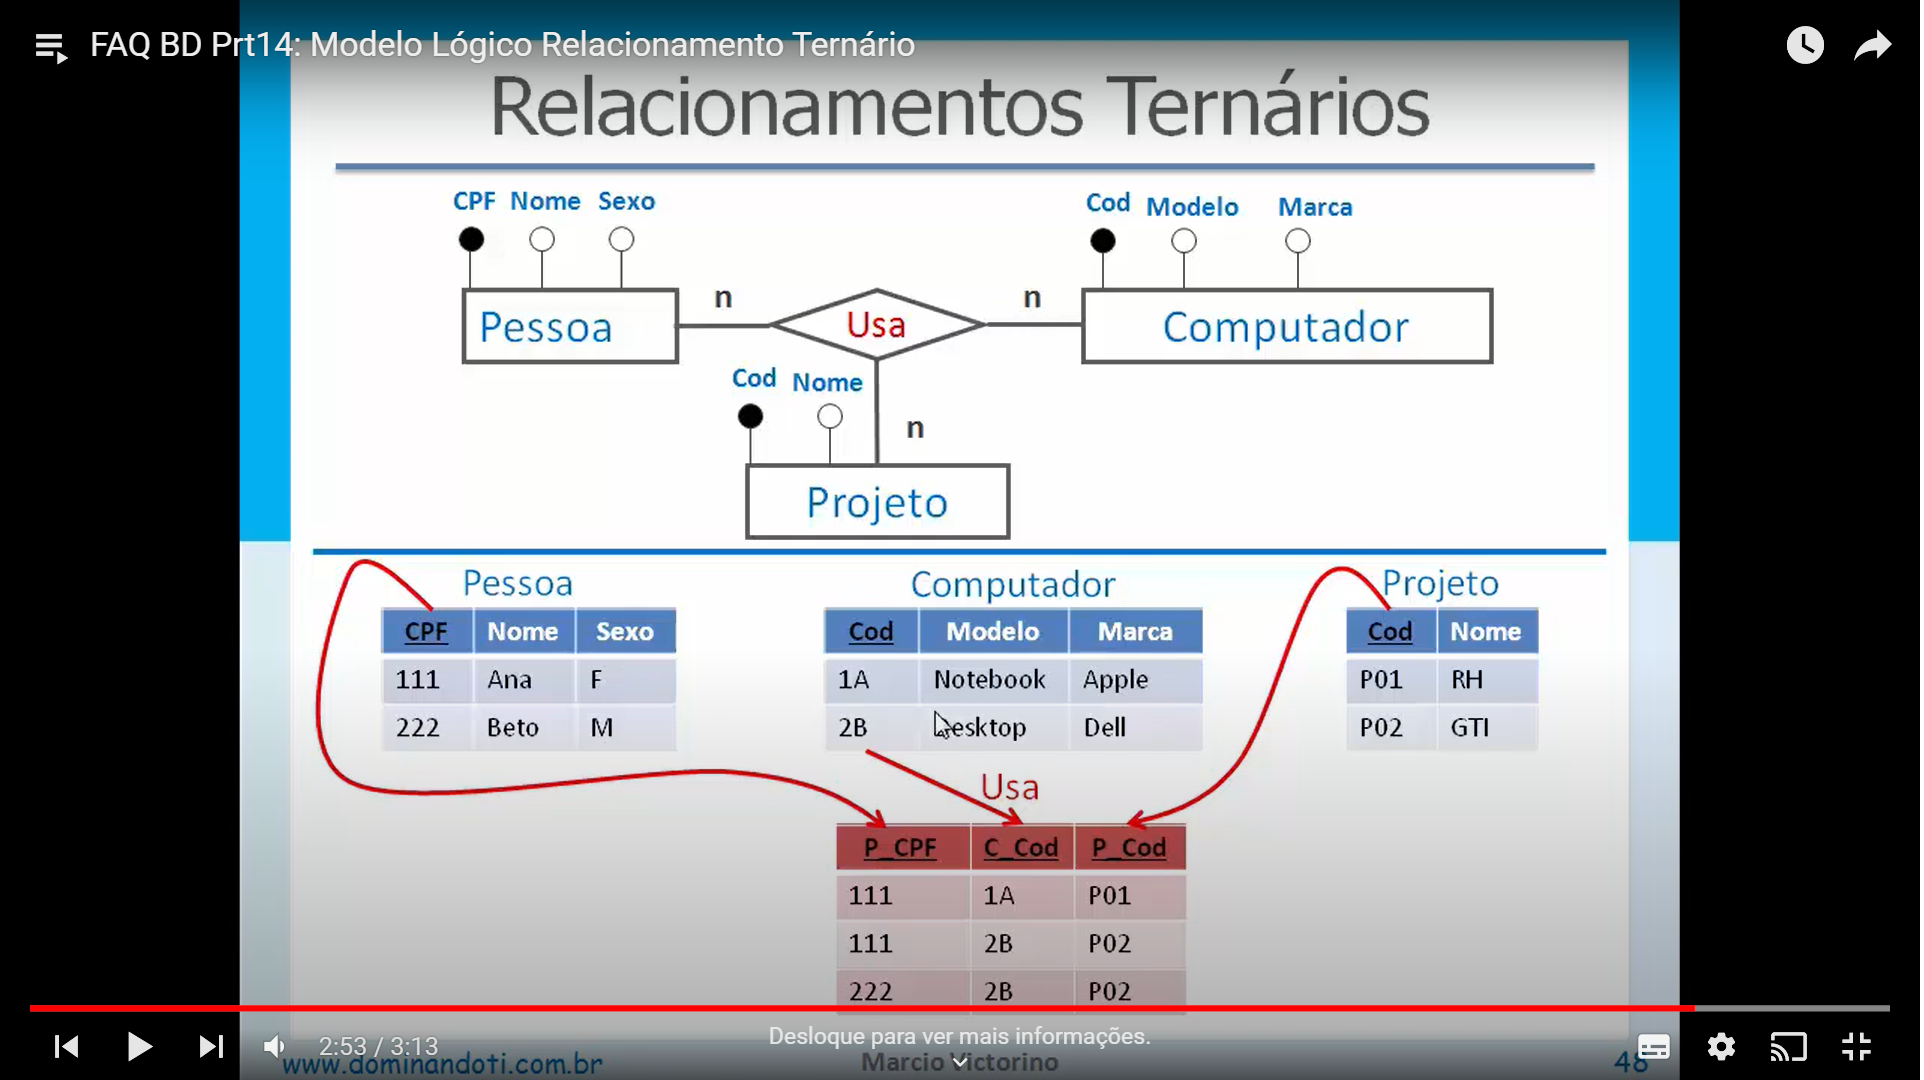 FAQ BD Prt14: Modelo Lógico Relacionamento Ternário
Relacionamentos Ternários
CPF Nome Sexo
Cod Modelo Marca
Pessoa
n
Usa
n
Computador
Cod Nome
n
Projeto
Pessoa
CPF Nome Sexo
111 Ana F
222 Beto M
Computador
Cod Modelo Marca
1A Notebook Apple
2B Desktop Dell
Projeto
Cod Nome
P01 RH
P02 GTI
Usa
P_CPF C_Cod P_Cod
111 1A P01
111 2B P02
222 2B P02
2:53 / 3:13
Desloque para ver mais informações.
www.dominandoti.com.br
Marcio Victorino
48